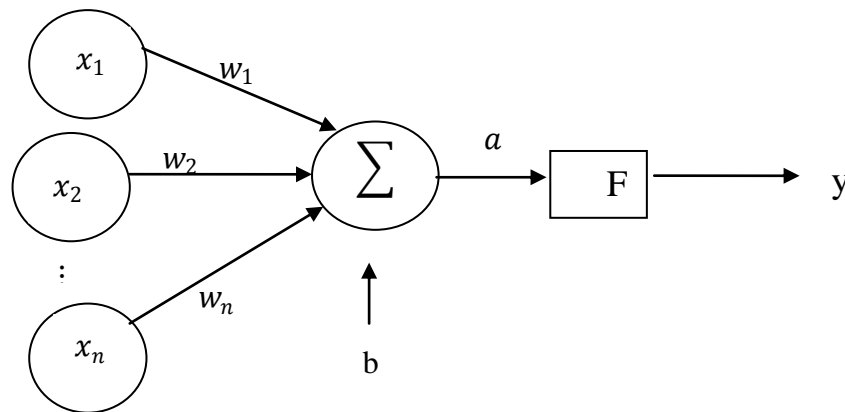 x₁
w₁
x₂
w₂
∑
a
F
y
⋮
wₙ
xₙ
b